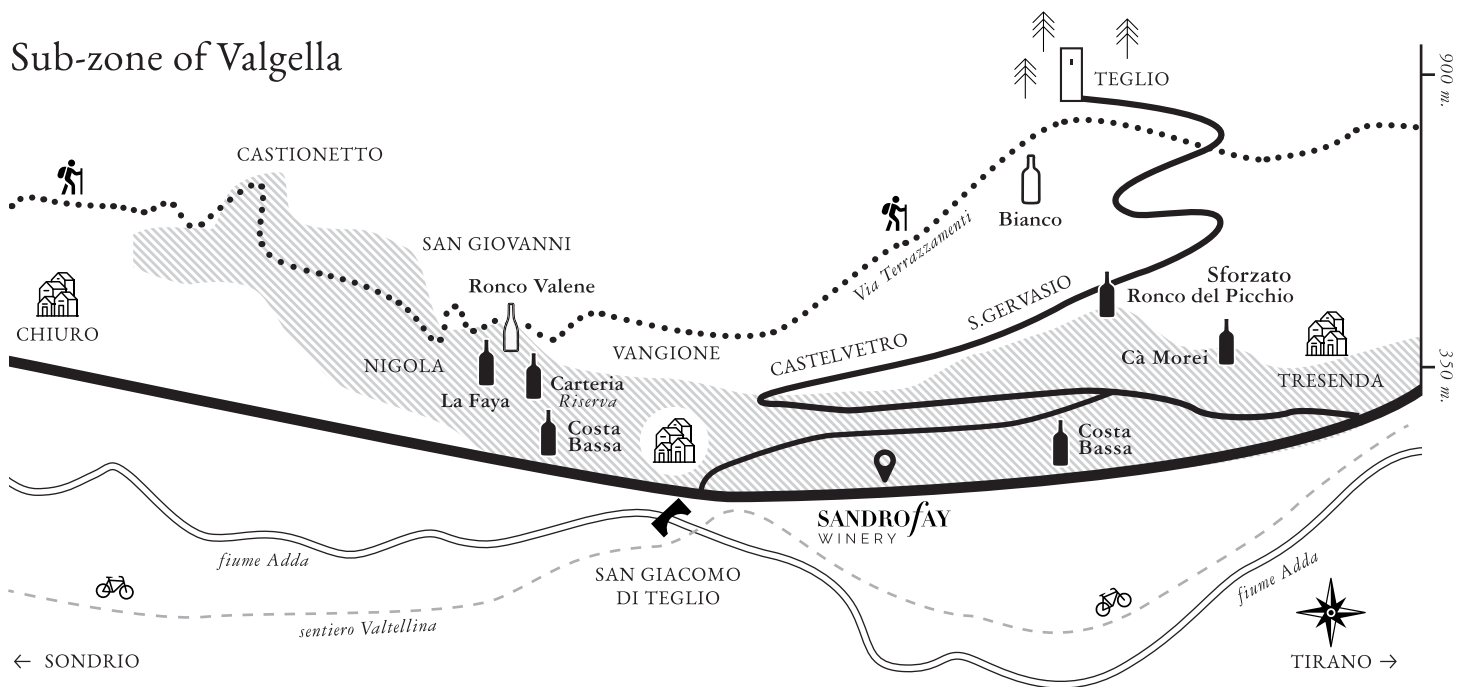 Sub-zone of Valgella
TEGLIO
900 m.
CASTIONETTO
Bianco
SAN GIOVANNI
Via Terrazzamenti
Ronco Valene
S.GERVASIO
Sforzato
Ronco del Picchio
CHIURO
NIGOLA
VANGIONE
CASTELVETRO
Cà Morei
TRESENDA
350 m.
La Faya
Carteria
Riserva
Costa
Bassa
Costa
Bassa
SANDROfAY
WINERY
fiume Adda
SAN GIACOMO
DI TEGLIO
fiume Adda
sentiero Valtellina
← SONDRIO
TIRANO →